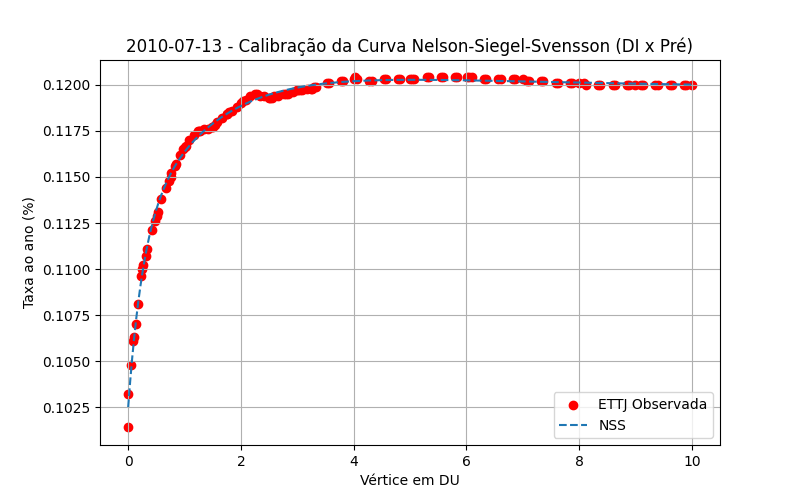 2010-07-13 - Calibração da Curva Nelson-Siegel-Svensson (DI x Pré)
Taxa ao ano (%)
0.1200
0.1175
0.1150
0.1125
0.1100
0.1075
0.1050
0.1025
ETTJ Observada
NSS
0 2 4 6 8 10
Vértice em DU